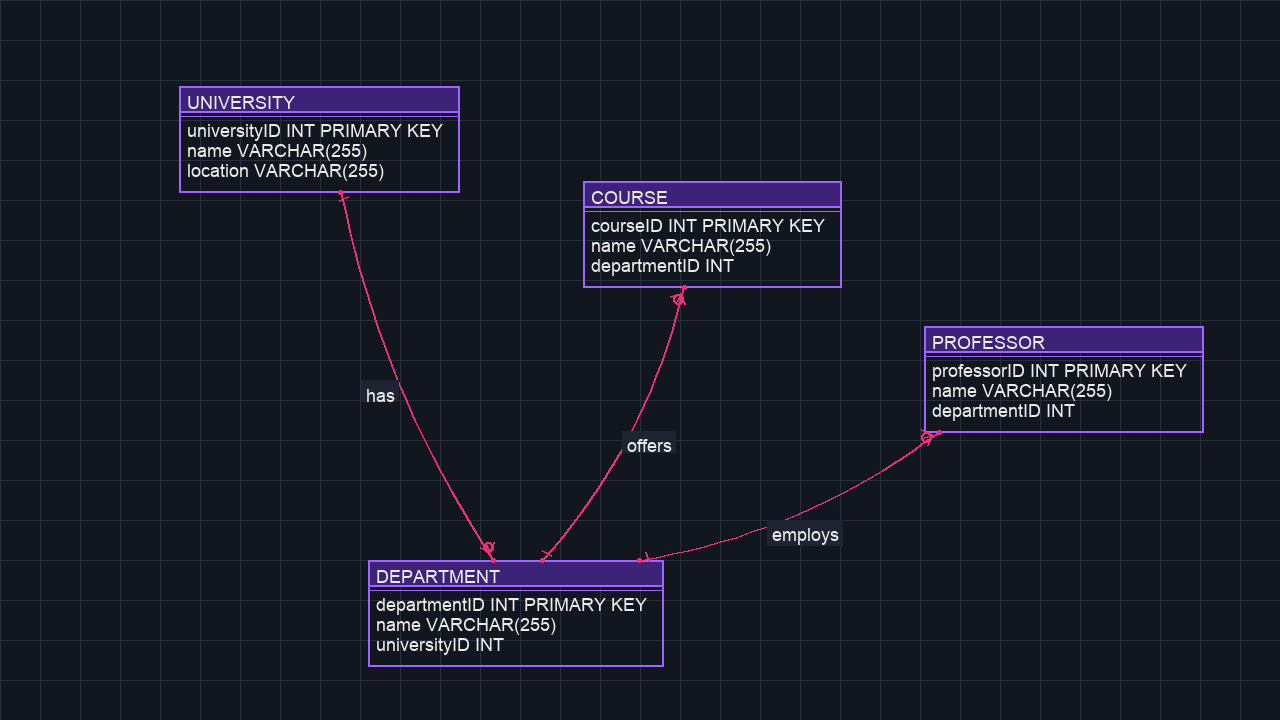 UNIVERSITY
universityID INT PRIMARY KEY
name VARCHAR(255)
location VARCHAR(255)
COURSE
courseID INT PRIMARY KEY
name VARCHAR(255)
departmentID INT
PROFESSOR
professorID INT PRIMARY KEY
name VARCHAR(255)
departmentID INT
has
offers
employs
DEPARTMENT
departmentID INT PRIMARY KEY
name VARCHAR(255)
universityID INT